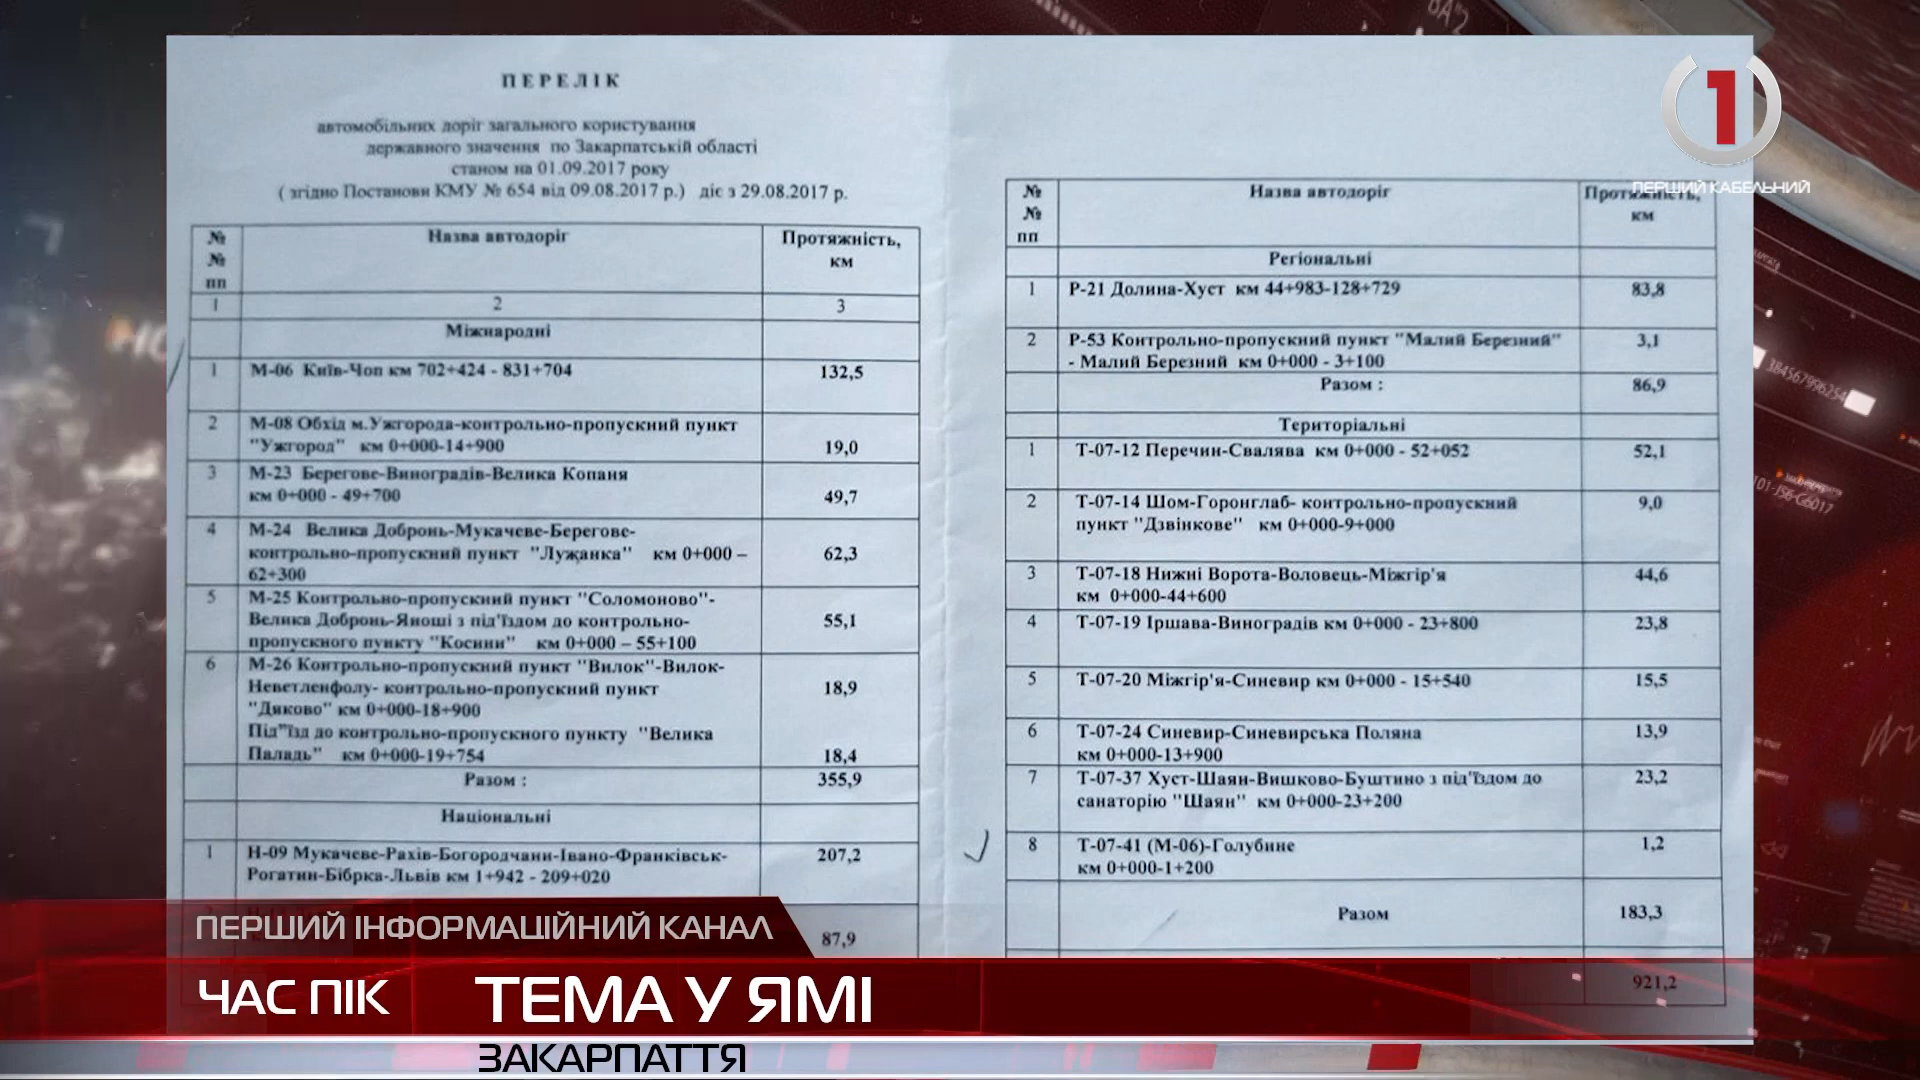 ПЕРЕЛІК
автомобільних доріг загального користування
державного значення по Закарпатській області
станом на 01.09.2017 року
( згідно Постанови КМУ № 654 від 09.08.2017 р.) діє з 29.08.2017 р.
№ № пп Назва автодоріг Протяжність, км
1 2 3
Міжнародні
1 М-06 Київ-Чоп км 702+424 - 831+704 132,5
2 М-08 Обхід м.Ужгорода-контрольно-пропускний пункт
"Ужгород" км 0+000-14+900 19,0
3 М-23 Берегове-Виноградів-Велика Копаня
км 0+000 - 49+700 49,7
4 М-24 Велика Добронь-Мукачеве-Берегове-
контрольно-пропускний пункт "Лужанка" км 0+000 – 62,3
62+300
5 М-25 Контрольно-пропускний пункт "Соломоново"-
Велика Добронь-Яноші з під'їздом до контрольно- 55,1
пропускного пункту "Косини" км 0+000 – 55+100
6 М-26 Контрольно-пропускний пункт "Вилок"-Вилок-
Неветленфолу- контрольно-пропускний пункт 18,9
"Дяково" км 0+000-18+900
Під"їзд до контрольно-пропускного пункту "Велика
Паладь" км 0+000-19+754 18,4
Разом : 355,9
Національні
1 Н-09 Мукачеве-Рахів-Богородчани-Івано-Франківськ- 207,2
Рогатин-Бібрка-Львів км 1+942 - 209+020
87,9
№ № пп Назва автодоріг Протяжність, км
Регіональні
1 Р-21 Долина-Хуст км 44+983-128+729 83,8
2 Р-53 Контрольно-пропускний пункт "Малий Березний" 3,1
- Малий Березний км 0+000 - 3+100
Разом : 86,9
Територіальні
1 Т-07-12 Перечин-Свалява км 0+000 - 52+052 52,1
2 Т-07-14 Шом-Горонглаб- контрольно-пропускний 9,0
пункт "Дзвінкове" км 0+000-9+000
3 Т-07-18 Нижні Ворота-Воловець-Міжгір'я 44,6
км 0+000-44+600
4 Т-07-19 Іршава-Виноградів км 0+000 - 23+800 23,8
5 Т-07-20 Міжгір'я-Синевир км 0+000 - 15+540 15,5
6 Т-07-24 Синевир-Синевирська Поляна 13,9
км 0+000-13+900
7 Т-07-37 Хуст-Шаян-Вишково-Буштино з під'їздом до 23,2
санаторію "Шаян" км 0+000-23+200
8 Т-07-41 (М-06)-Голубине 1,2
км 0+000-1+200
Разом 183,3
921,2
1
ПЕРШИЙ КАБЕЛЬНИЙ
384567996254
101-JS6-C6017
ПЕРШИЙ ІНФОРМАЦІЙНИЙ КАНАЛ
ЧАС ПІК ТЕМА У ЯМІ
ЗАКАРПАТТЯ